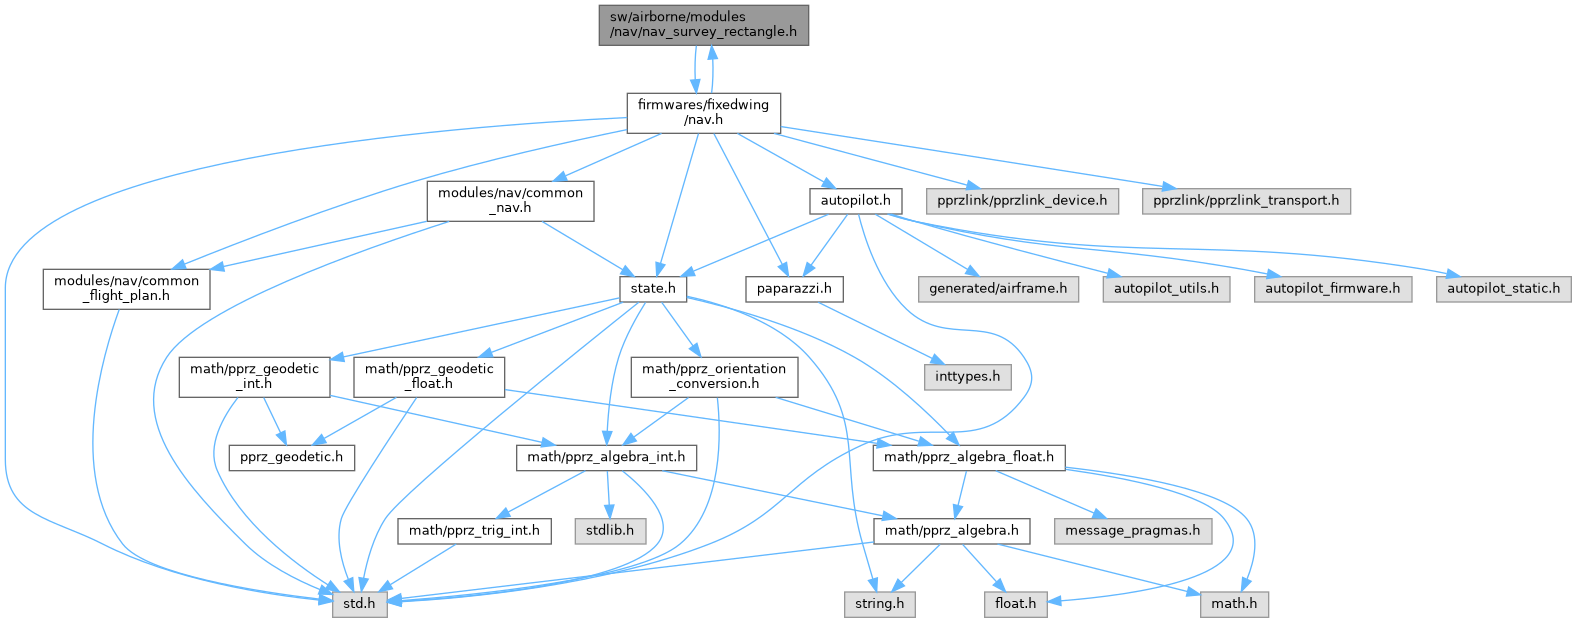 sw/airborne/modules
/nav/nav_survey_rectangle.h
firmwares/fixedwing
/nav.h
modules/nav/common
_nav.h
autopilot.h
pprzlink/pprzlink_device.h
pprzlink/pprzlink_transport.h
modules/nav/common
_flight_plan.h
state.h
paparazzi.h
generated/airframe.h
autopilot_utils.h
autopilot_firmware.h
autopilot_static.h
math/pprz_geodetic
_int.h
math/pprz_geodetic
_float.h
math/pprz_orientation
_conversion.h
inttypes.h
pprz_geodetic.h
math/pprz_algebra_int.h
math/pprz_algebra_float.h
math/pprz_trig_int.h
stdlib.h
math/pprz_algebra.h
message_pragmas.h
std.h
string.h
float.h
math.h